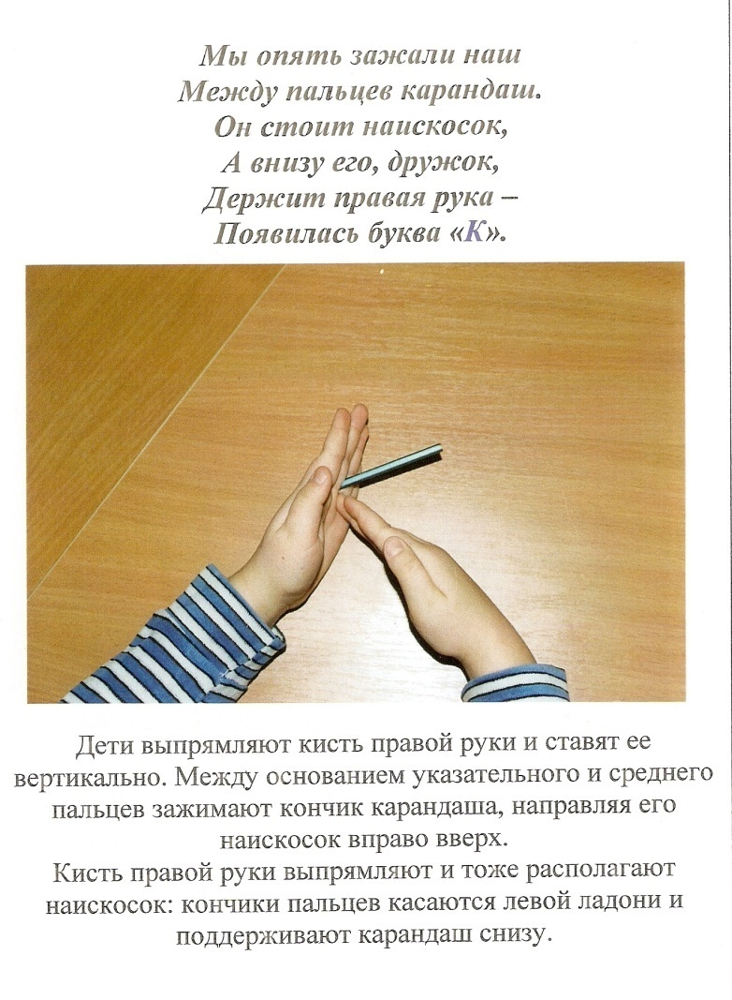 Мы опять зажали наш
Между пальцев карандаш.
Он стоит наискосок,
А внизу его, дружок,
Держит правая рука –
Появилась буква «К».
Дети выпрямляют кисть правой руки и ставят ее
вертикально. Между основанием указательного и среднего
пальцев зажимают кончик карандаша, направляя его
наискосок вправо вверх.
Кисть правой руки выпрямляют и тоже располагают
наискосок: кончики пальцев касаются левой ладони и
поддерживают карандаш снизу.